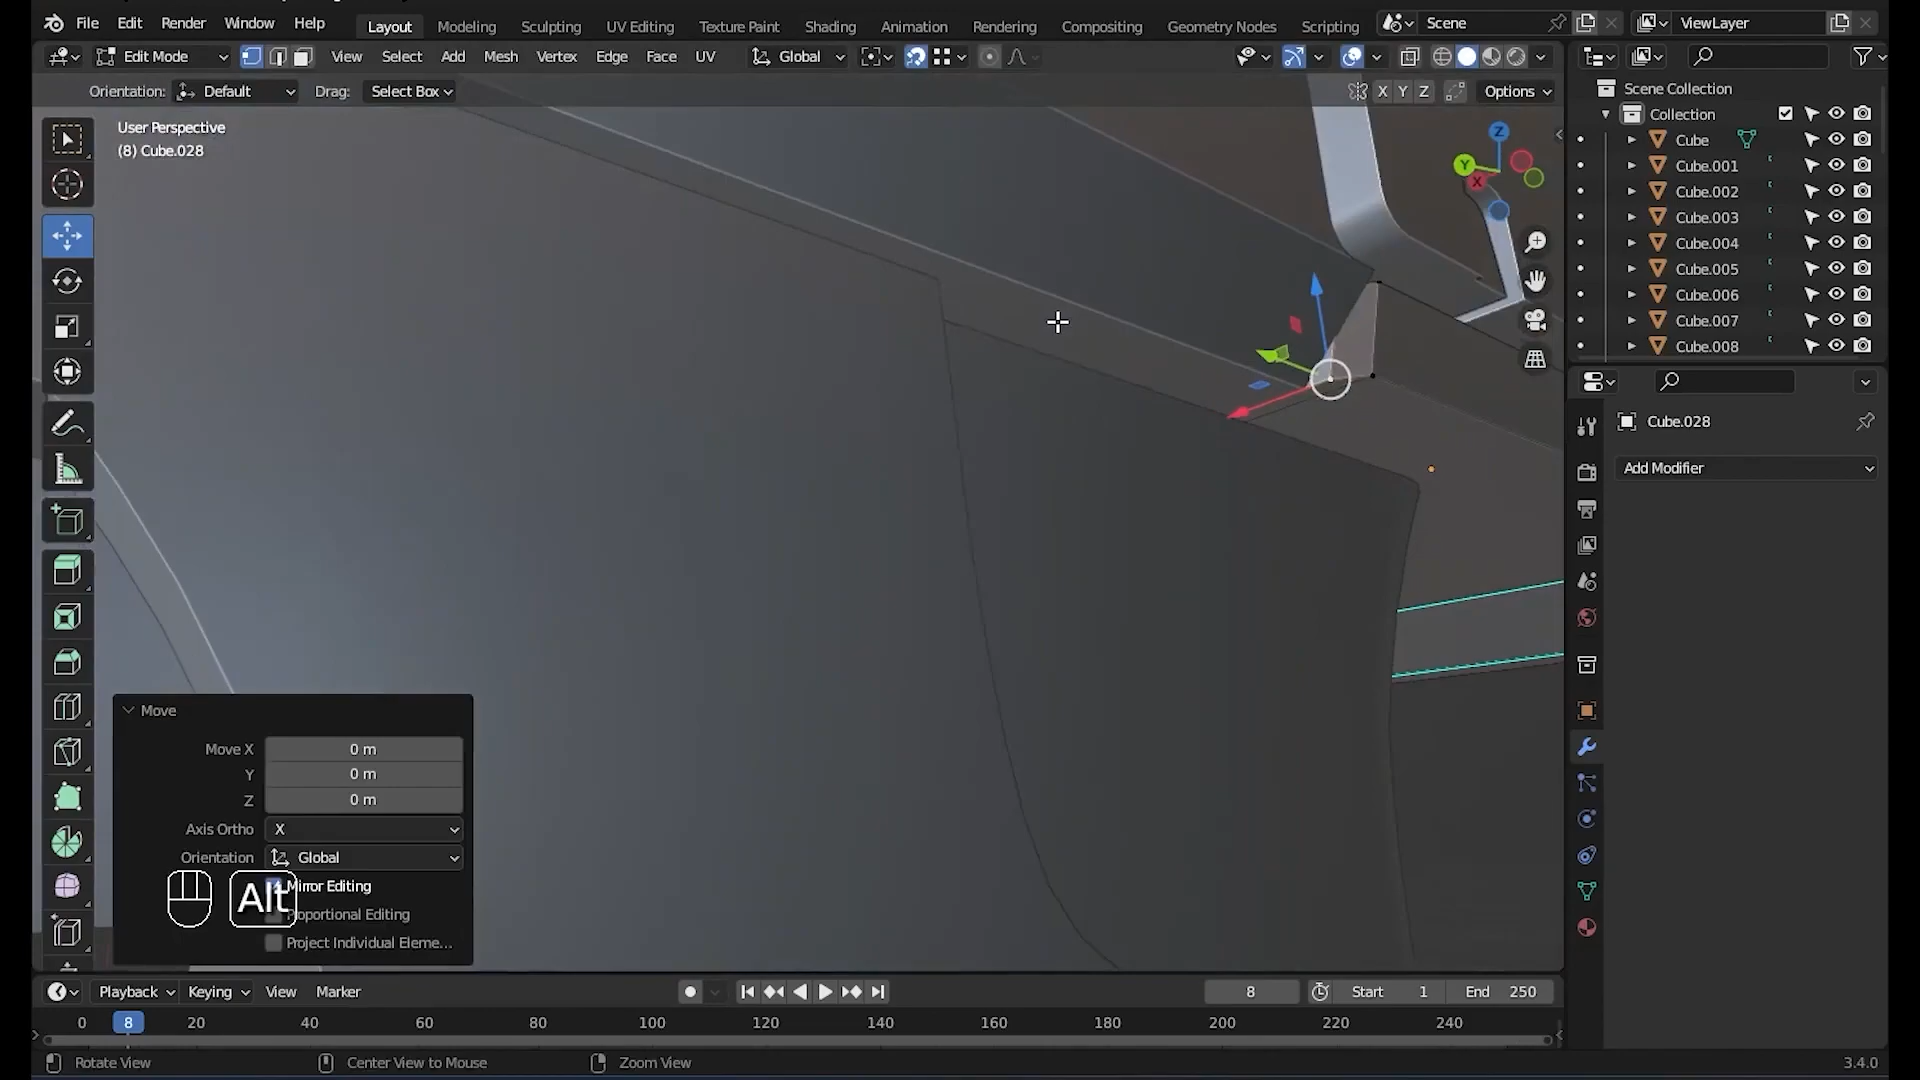 File Edit Render Window Help Layout Modeling Sculpting UV Editing Texture Paint Shading Animation Rendering Compositing Geometry Nodes Scripting Scene ViewLayer
Edit Mode View Select Add Mesh Vertex Edge Face UV Global
Orientation: Default Drag: Select Box X Y Z Options
User Perspective
(8) Cube.028
Z
Y
X
Scene Collection
Collection
Cube
Cube.001
Cube.002
Cube.003
Cube.004
Cube.005
Cube.006
Cube.007
Cube.008
Cube.028
Add Modifier
Move
Move X 0 m
Y 0 m
Z 0 m
Axis Ortho X
Orientation Global
Mirror Editing
Alt
Proportional Editing
Project Individual Eleme...
Playback Keying View Marker 8 Start 1 End 250
0 8 20 40 60 80 100 120 140 160 180 200 220 240
Rotate View Center View to Mouse Zoom View 3.4.0